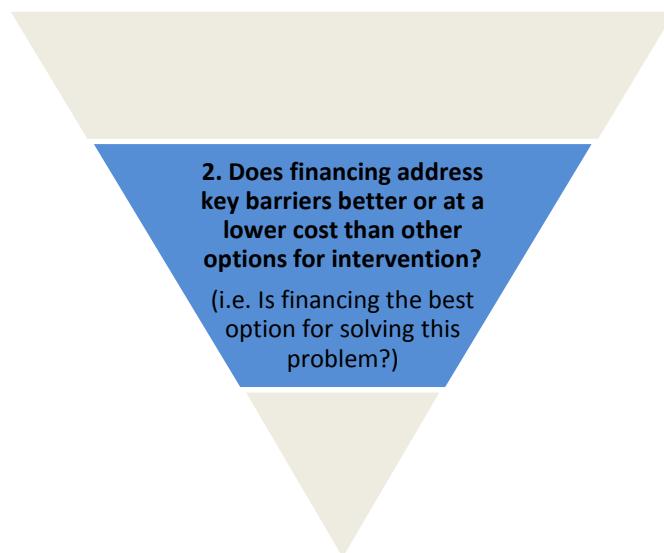 2. Does financing address
key barriers better or at a
lower cost than other
options for intervention?
(i.e. Is financing the best
option for solving this
problem?)